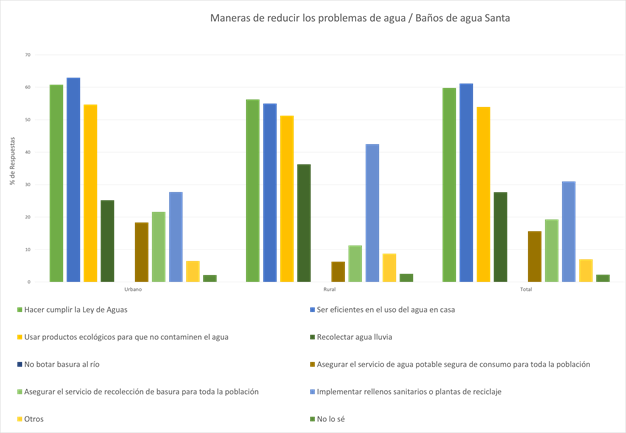 Maneras de reducir los problemas de agua / Baños de agua Santa
70
60
50
40
30
20
10
0
% de Respuestas
Urbano Rural Total
Hacer cumplir la Ley de Aguas Ser eficientes en el uso del agua en casa
Usar productos ecológicos para que no contaminen el agua Recolectar agua lluvia
No botar basura al río Asegurar el servicio de agua potable segura de consumo para toda la población
Asegurar el servicio de recolección de basura para toda la población Implementar rellenos sanitarios o plantas de reciclaje
Otros No lo sé